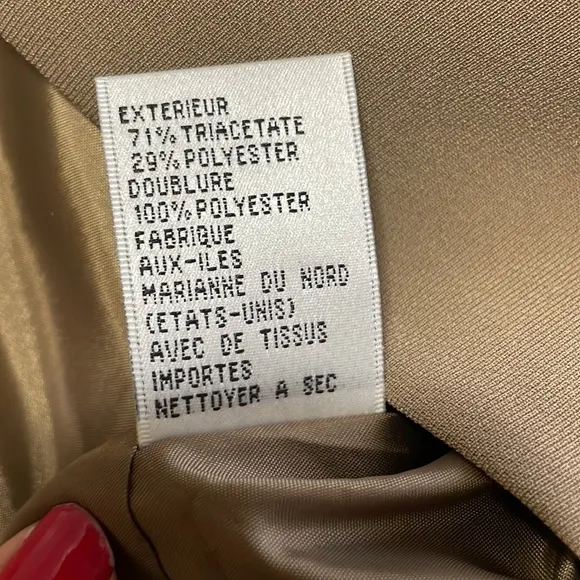 EXTERIEUR
71% TRIACETATE
29% POLYESTER
DOUBLURE
100% POLYESTER
FABRIQUE
AUX-ILES
MARIANNE DU NORD
(ETATS-UNIS)
AVEC DE TISSUS
IMPORTES
NETTOYER A SEC